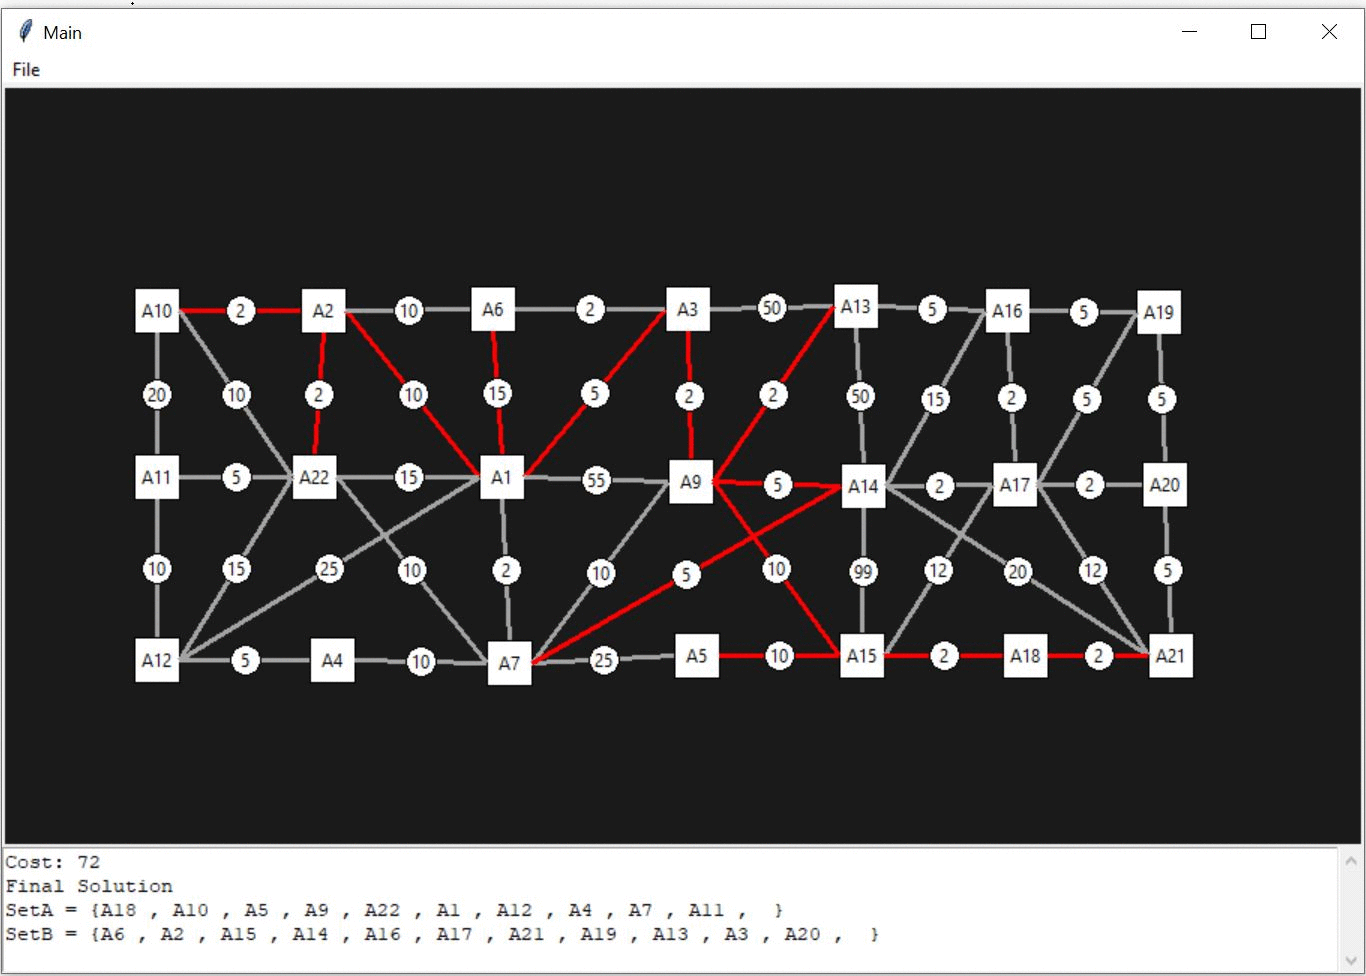 Main
File
A10 2 A2 10 A6 2 A3 50 A13 5 A16 5 A19
20 10 2 10 15 5 2 2 50 15 2 5 5
A11 5 A22 15 A1 55 A9 5 A14 2 A17 2 A20
10 15 25 10 2 10 5 10 99 12 20 12 5
A12 5 A4 10 A7 25 A5 10 A15 2 A18 2 A21
Cost: 72
Final Solution
SetA = {A18 , A10 , A5 , A9 , A22 , A1 , A12 , A4 , A7 , A11 ,  }
SetB = {A6 , A2 , A15 , A14 , A16 , A17 , A21 , A19 , A13 , A3 , A20 ,  }